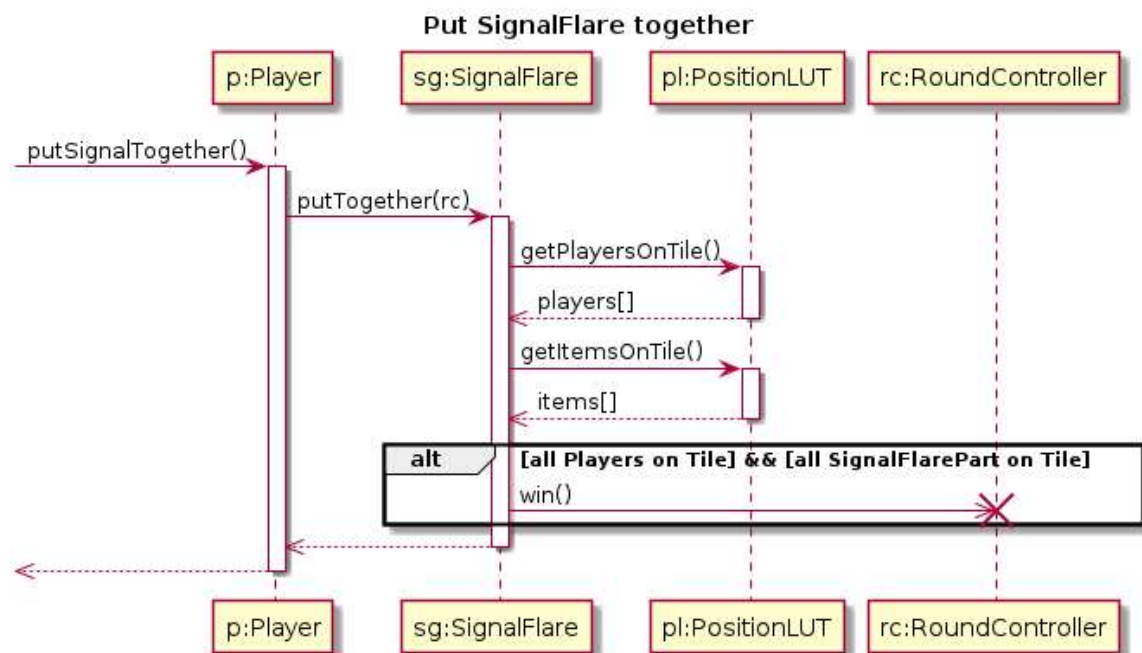 Put SignalFlare together
p:Player
sg:SignalFlare
pl:PositionLUT
rc:RoundController
putSignalTogether()
putTogether(rc)
getPlayersOnTile()
players[]
getItemsOnTile()
items[]
alt [all Players on Tile] && [all SignalFlarePart on Tile]
win()
p:Player
sg:SignalFlare
pl:PositionLUT
rc:RoundController